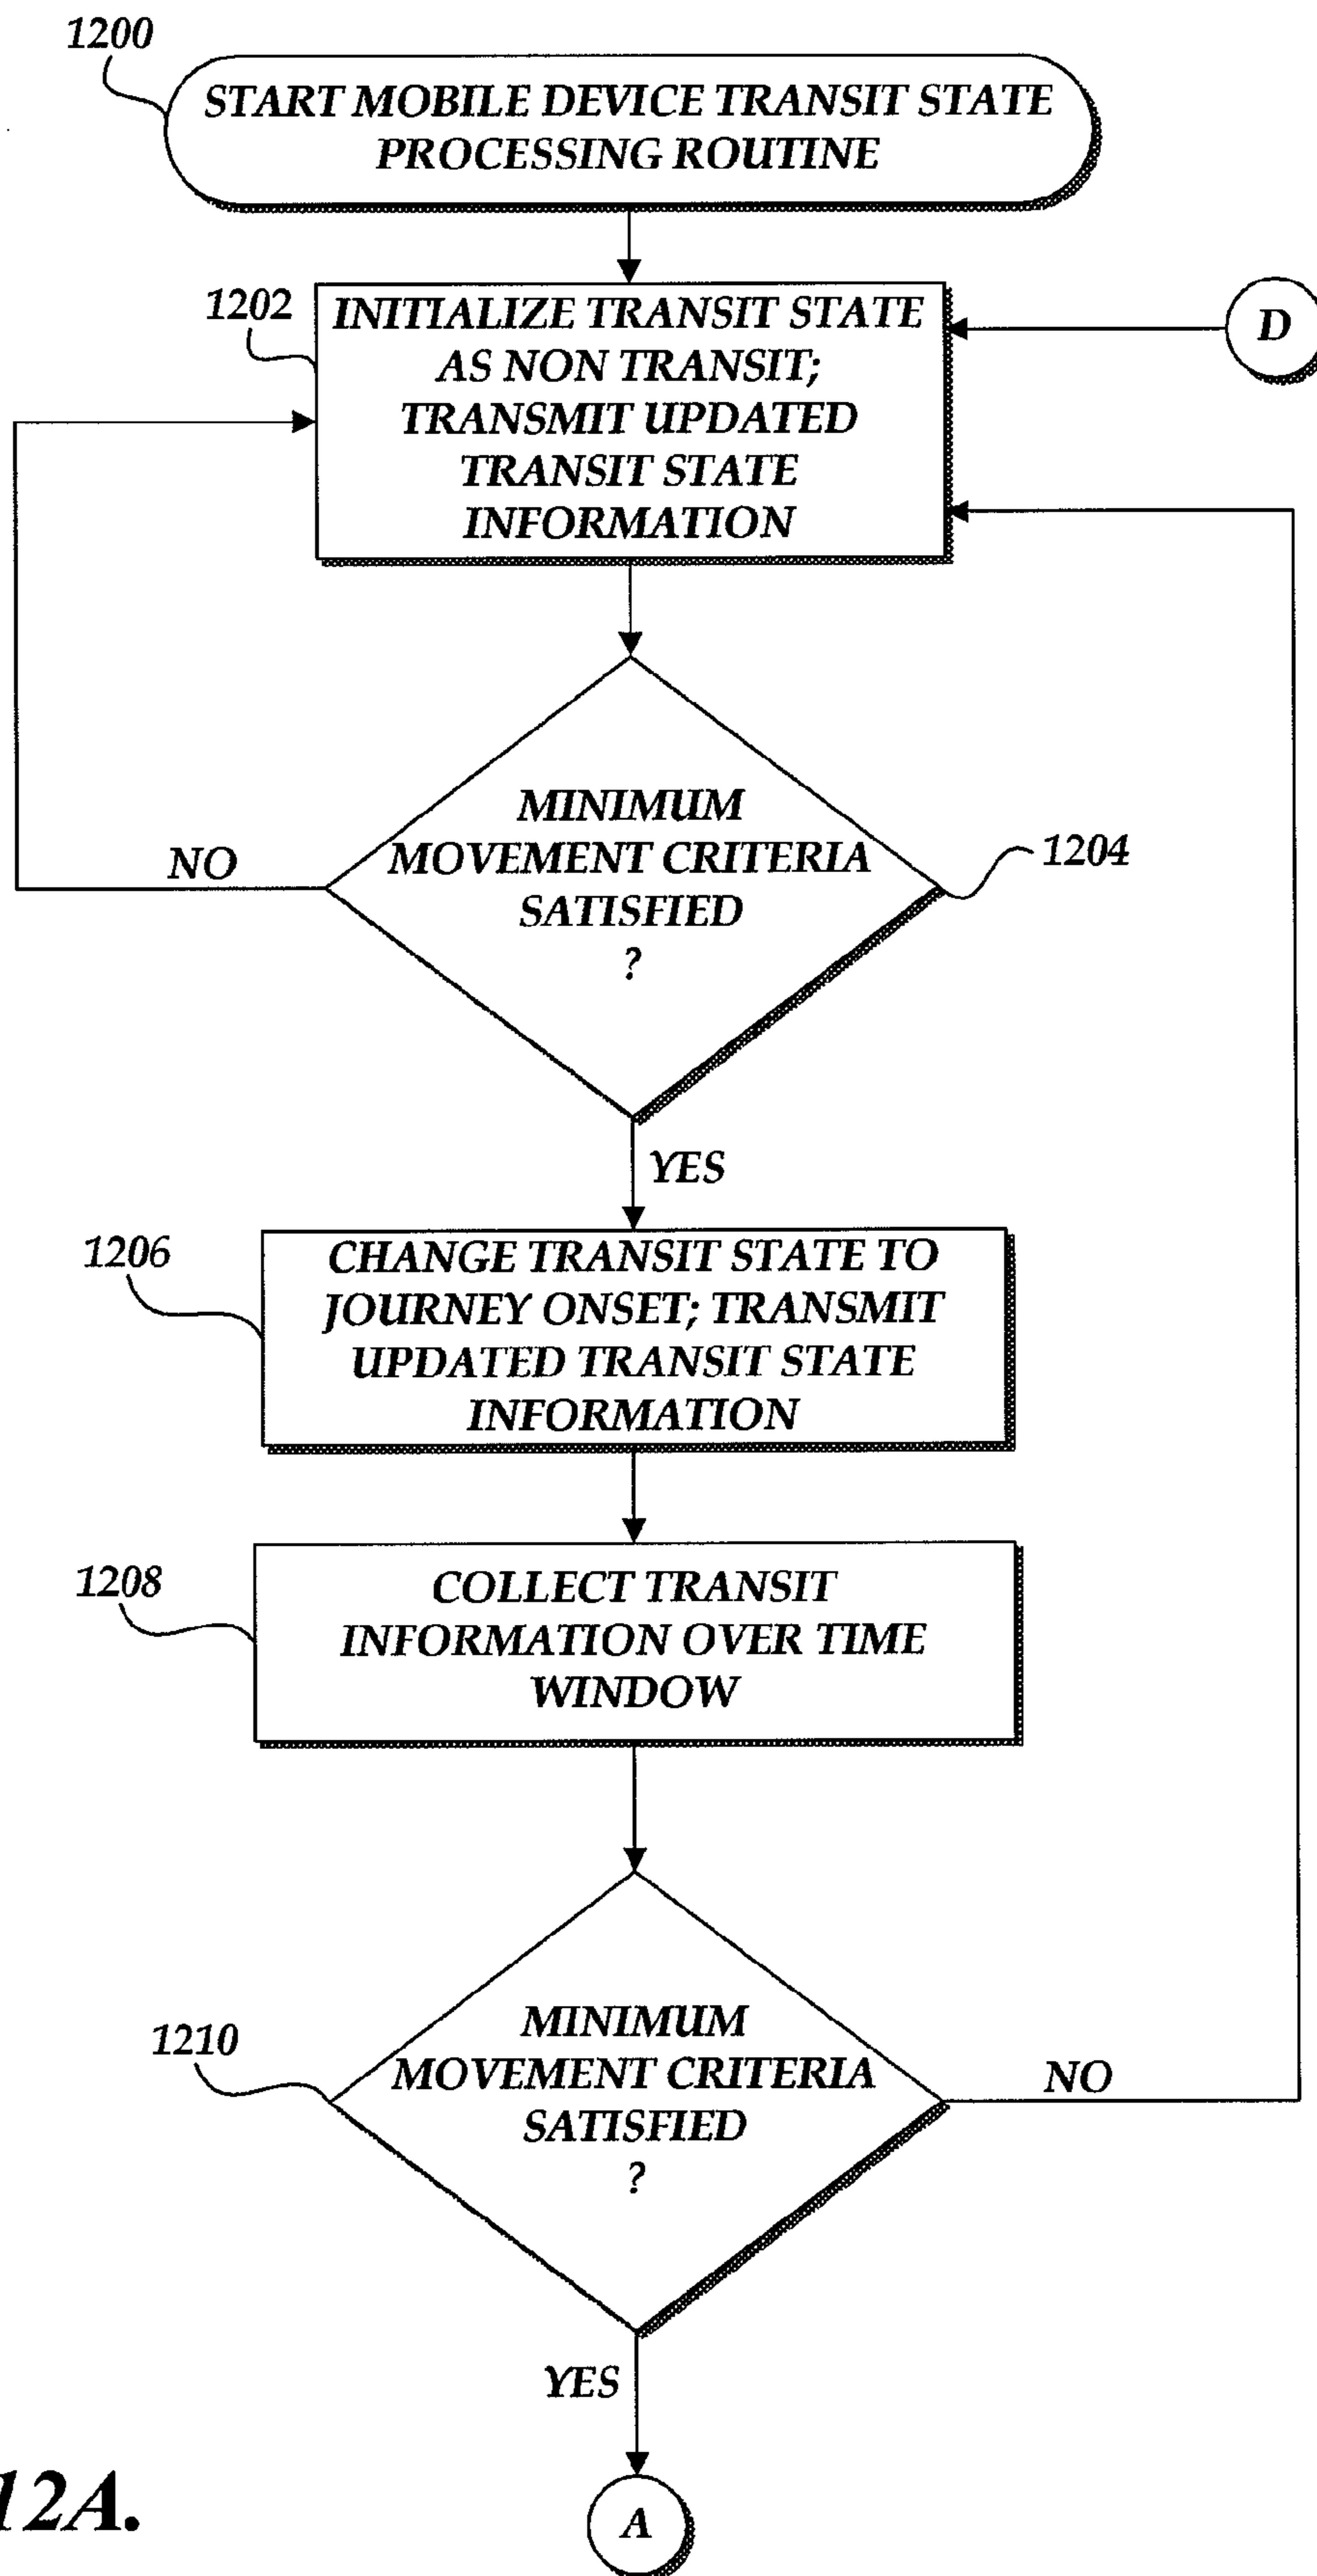 1200
START MOBILE DEVICE TRANSIT STATE
PROCESSING ROUTINE
1202
INITIALIZE TRANSIT STATE
AS NON TRANSIT;
TRANSMIT UPDATED
TRANSIT STATE
INFORMATION
D
MINIMUM
MOVEMENT CRITERIA
SATISFIED
?
NO
1204
YES
1206
CHANGE TRANSIT STATE TO
JOURNEY ONSET; TRANSMIT
UPDATED TRANSIT STATE
INFORMATION
1208
COLLECT TRANSIT
INFORMATION OVER TIME
WINDOW
1210
MINIMUM
MOVEMENT CRITERIA
SATISFIED
?
NO
YES
A
12A.